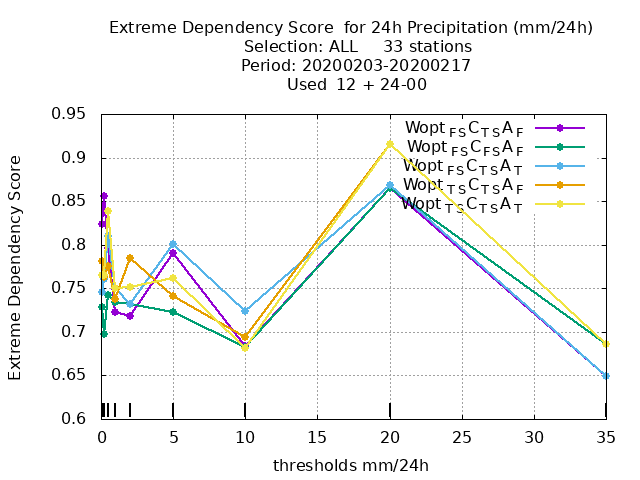 Extreme Dependency Score  for 24h Precipitation (mm/24h)
Selection: ALL     33 stations
Period: 20200203-20200217
Used  12 + 24-00
Extreme Dependency Score
0.95
0.9
0.85
0.8
0.75
0.7
0.65
0.6
Wopt FS C TS A F
Wopt FS C FS A F
Wopt FS C TS A T
Wopt TS C TS A F
Wopt TS C TS A T
0 5 10 15 20 25 30 35
thresholds mm/24h